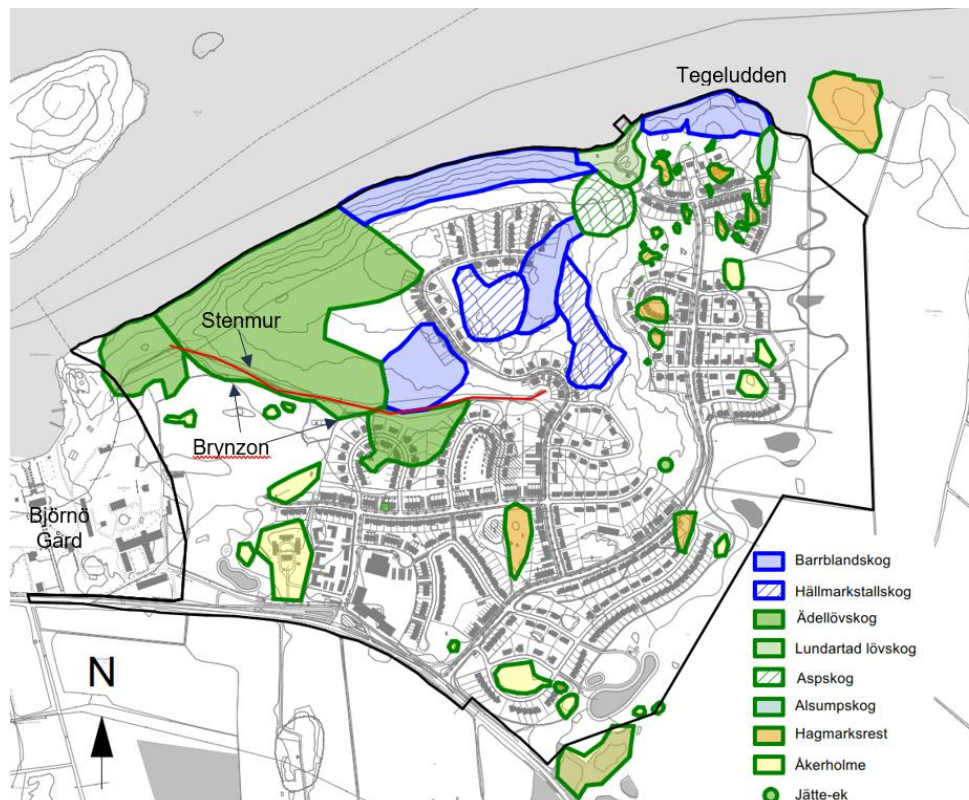 Tegeludden
Stenmur
Brynzon
Björnö
Gård
N
Barrblandskog
Hällmarkstallskog
Ädellövskog
Lundartad lövskog
Aspskog
Alsumpskog
Hagmarksrest
Åkerholme
Jätte-ek